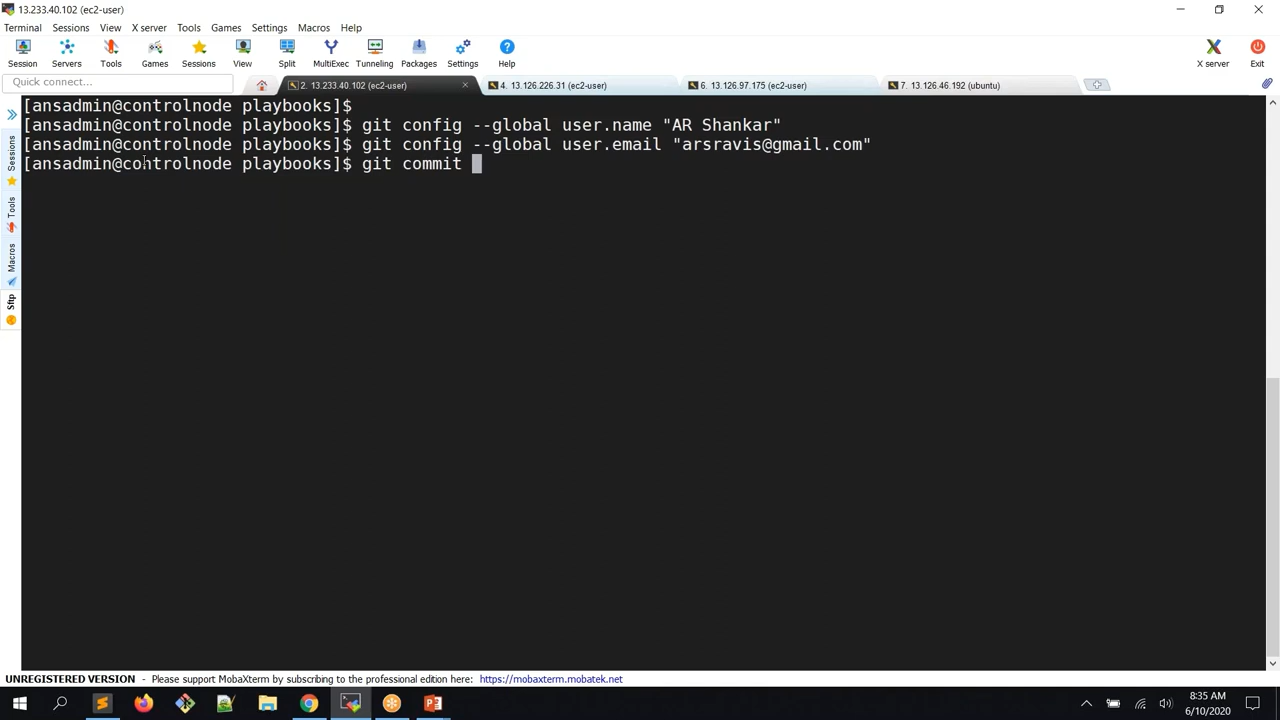 13.233.40.102 (ec2-user)
Terminal Sessions View X server Tools Games Settings Macros Help
Session Servers Tools Games Sessions View Split MultiExec Tunneling Packages Settings Help X server Exit
Quick connect...
2. 13.233.40.102 (ec2-user)
4. 13.126.226.31 (ec2-user)
6. 13.126.97.175 (ec2-user)
7. 13.126.46.192 (ubuntu)
[ansadmin@controlnode playbooks]$
[ansadmin@controlnode playbooks]$ git config --global user.name "AR Shankar"
[ansadmin@controlnode playbooks]$ git config --global user.email "arsravis@gmail.com"
[ansadmin@controlnode playbooks]$ git commit
Sessions
Tools
Macros
Sftp
UNREGISTERED VERSION - Please support MobaXterm by subscribing to the professional edition here: https://mobaxterm.mobatek.net
8:35 AM
6/10/2020